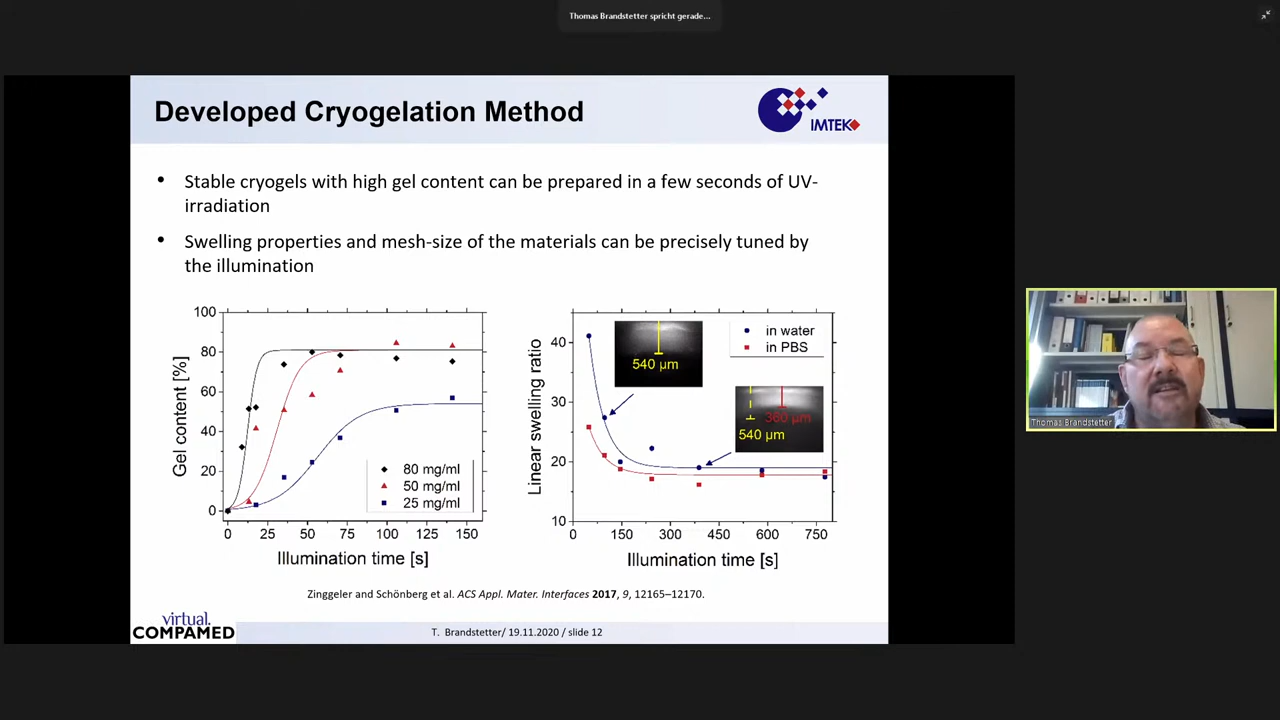 Thomas Brandstetter spricht gerade...
Developed Cryogelation Method
IMTEK
• Stable cryogels with high gel content can be prepared in a few seconds of UV-
irradiation
• Swelling properties and mesh-size of the materials can be precisely tuned by
the illumination
100
80
60
40
20
0
Gel content [%]
80 mg/ml
50 mg/ml
25 mg/ml
0 25 50 75 100 125 150
Illumination time [s]
40
30
20
10
Linear swelling ratio
540 µm
in water
in PBS
360 µm
540 µm
0 150 300 450 600 750
Illumination time [s]
Thomas Brandstetter
Zinggeler and Schönberg et al. ACS Appl. Mater. Interfaces 2017, 9, 12165–12170.
virtual.
COMPAMED
T. Brandstetter/ 19.11.2020 / slide 12